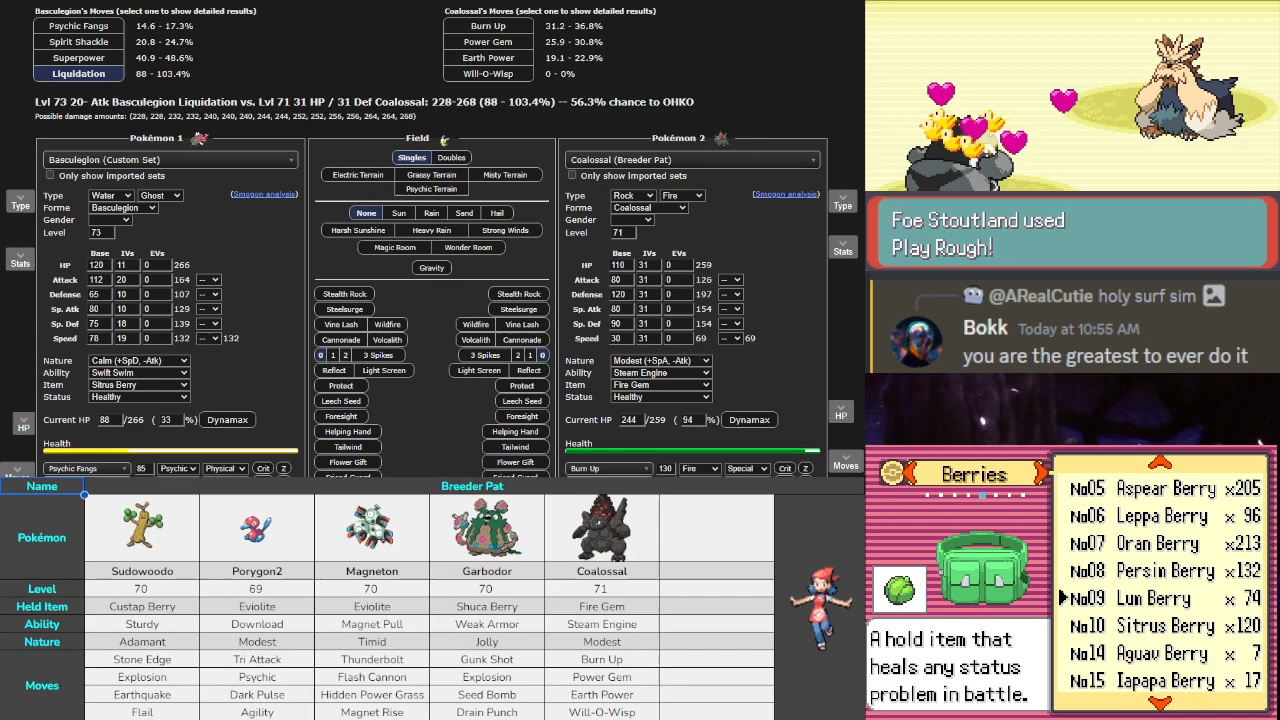 Basculegion's Moves (select one to show detailed results)
Psychic Fangs 14.6 - 17.3%
Spirit Shackle 20.8 - 24.7%
Superpower 40.9 - 48.6%
Liquidation 88 - 103.4%
Coalossal's Moves (select one to show detailed results)
Burn Up 31.2 - 36.8%
Power Gem 25.9 - 30.8%
Earth Power 19.1 - 22.9%
Will-O-Wisp 0 - 0%
Lvl 73 20- Atk Basculegion Liquidation vs. Lvl 71 31 HP / 31 Def Coalossal: 228-268 (88 - 103.4%) -- 56.3% chance to OHKO
Possible damage amounts: (228, 228, 232, 232, 240, 240, 240, 244, 244, 252, 252, 256, 256, 264, 264, 268)
Pokémon 1
Basculegion (Custom Set)
Only show Imported sets
Type Water Ghost (Smogon analysis)
Forme Basculegion
Gender
Level 73
Base IVs EVs
HP 120 11 0 266
Attack 112 20 0 164 --
Defense 65 10 0 107 --
Sp. Atk 80 10 0 129 --
Sp. Def 75 18 0 139 --
Speed 78 19 0 132 -- 132
Nature Calm (+SpD, -Atk)
Ability Swift Swim
Item Sitrus Berry
Status Healthy
Current HP 88 /266 ( 33 %) Dynamax
Health
Psychic Fangs 85 Psychic Physical Crit Z
Type
Stats
HP
Field
Singles Doubles
Electric Terrain Grassy Terrain Misty Terrain
Psychic Terrain
None Sun Rain Sand Hail
Harsh Sunshine Heavy Rain Strong Winds
Magic Room Wonder Room
Gravity
Stealth Rock Stealth Rock
Steelsurge Steelsurge
Vine Lash Wildfire Wildfire Vine Lash
Cannonade Volcalith Volcalith Cannonade
0 1 2 3 Spikes 3 Spikes 2 1 0
Reflect Light Screen Light Screen Reflect
Protect Protect
Leech Seed Leech Seed
Foresight Foresight
Helping Hand Helping Hand
Tailwind Tailwind
Flower Gift Flower Gift
Pokémon 2
Coalossal (Breeder Pat)
Only show Imported sets
Type Rock Fire (Smogon analysis)
Forme Coalossal
Gender
Level 71
Base IVs EVs
HP 110 31 0 259
Attack 80 31 0 126 --
Defense 120 31 0 197 --
Sp. Atk 80 31 0 154 --
Sp. Def 90 31 0 154 --
Speed 30 31 0 69 -- 69
Nature Modest (+SpA, -Atk)
Ability Steam Engine
Item Fire Gem
Status Healthy
Current HP 244 /259 ( 94 %) Dynamax
Health
Burn Up 130 Fire Special Crit Z
Type
Stats
HP
Moves
Name Breeder Pat
Pokémon Sudowoodo Porygon2 Magneton Garbodor Coalossal
Level 70 69 70 70 71
Held Item Custap Berry Eviolite Eviolite Shuca Berry Fire Gem
Ability Sturdy Download Magnet Pull Weak Armor Steam Engine
Nature Adamant Modest Timid Jolly Modest
Moves Stone Edge Tri Attack Thunderbolt Gunk Shot Burn Up
Explosion Psychic Flash Cannon Explosion Power Gem
Earthquake Dark Pulse Hidden Power Grass Seed Bomb Earth Power
Flail Agility Magnet Rise Drain Punch Will-O-Wisp
Foe Stoutland used
Play Rough!
@ARealCutie holy surf sim
Bokk Today at 10:55 AM
you are the greatest to ever do it
Berries
No05 Aspear Berry x205
No06 Leppa Berry x 96
No07 Oran Berry x213
No08 Persim Berry x132
No09 Lum Berry x 74
No10 Sitrus Berry x120
No14 Aguav Berry x 7
No15 Iapapa Berry x 17
A hold item that
heals any status
problem in battle.